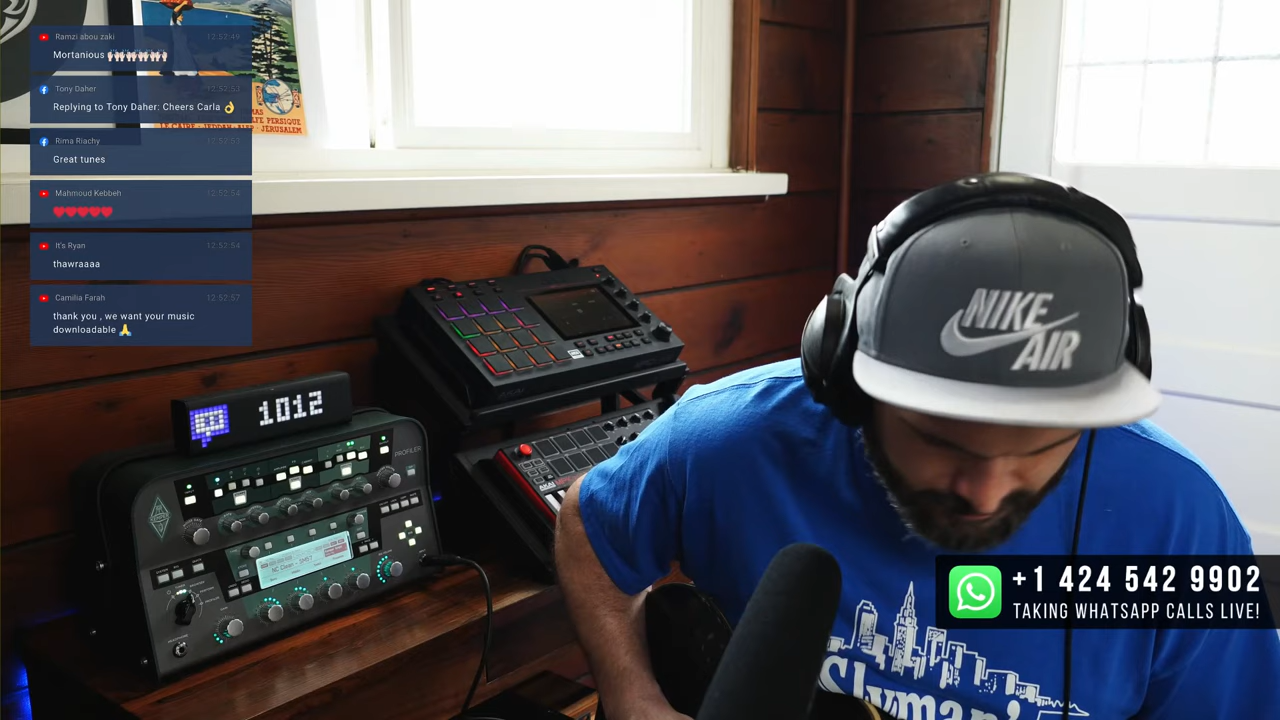 Ramzi abou zaki 12:52:49
Mortanious 🙌🏻🙌🏻🙌🏻🙌🏻🙌🏻
Tony Daher 12:52:53
Replying to Tony Daher: Cheers Carla 👌
Rima Riachy 12:52:53
Great tunes
Mahmoud Kebbeh 12:52:54
❤️❤️❤️❤️❤️
It's Ryan 12:52:54
thawraaaa
Camilia Farah 12:52:57
thank you , we want your music
downloadable 🙏
PERSIQUE
JERUSALEM
1012
PROFILER
AKAI
NIKE
AIR
Slyman's
+1 424 542 9902
TAKING WHATSAPP CALLS LIVE!